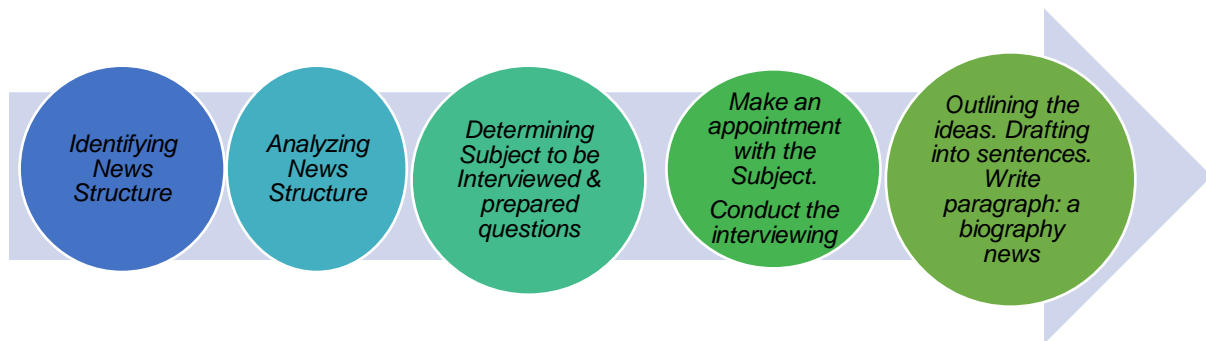 Identifying
News
Structure
Analyzing
News
Structure
Determining
Subject to be
Interviewed &
prepared
questions
Make an
appointment
with the
Subject.
Conduct the
interviewing
Outlining the
ideas. Drafting
into sentences.
Write
paragraph: a
biography
news